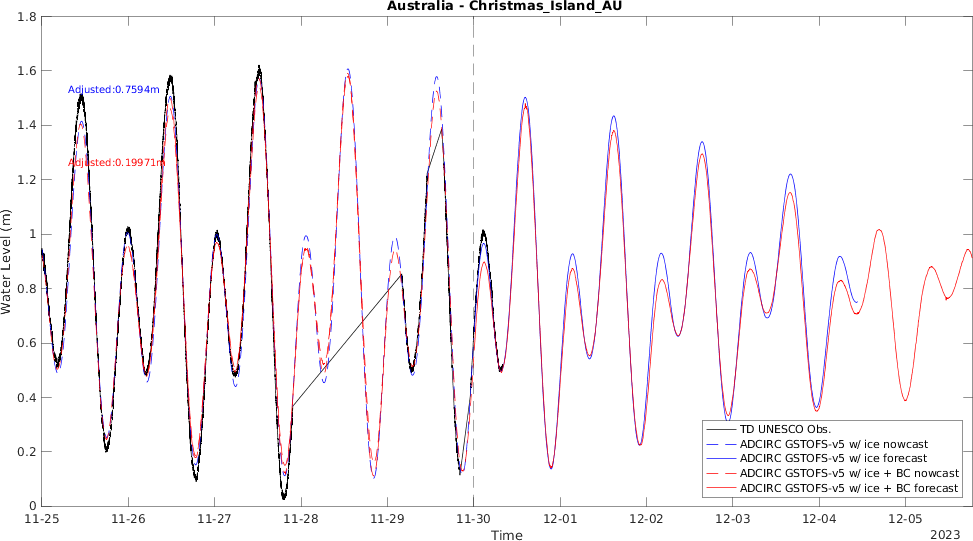 Australia - Christmas_Island_AU
1.8
1.6
1.4
1.2
1
0.8
0.6
0.4
0.2
0
Water Level (m)
Adjusted:0.7594m
Adjusted:0.19971m
TD UNESCO Obs.
ADCIRC GSTOFS-v5 w/ ice nowcast
ADCIRC GSTOFS-v5 w/ ice forecast
ADCIRC GSTOFS-v5 w/ ice + BC nowcast
ADCIRC GSTOFS-v5 w/ ice + BC forecast
11-25 11-26 11-27 11-28 11-29 11-30 12-01 12-02 12-03 12-04 12-05
Time
2023